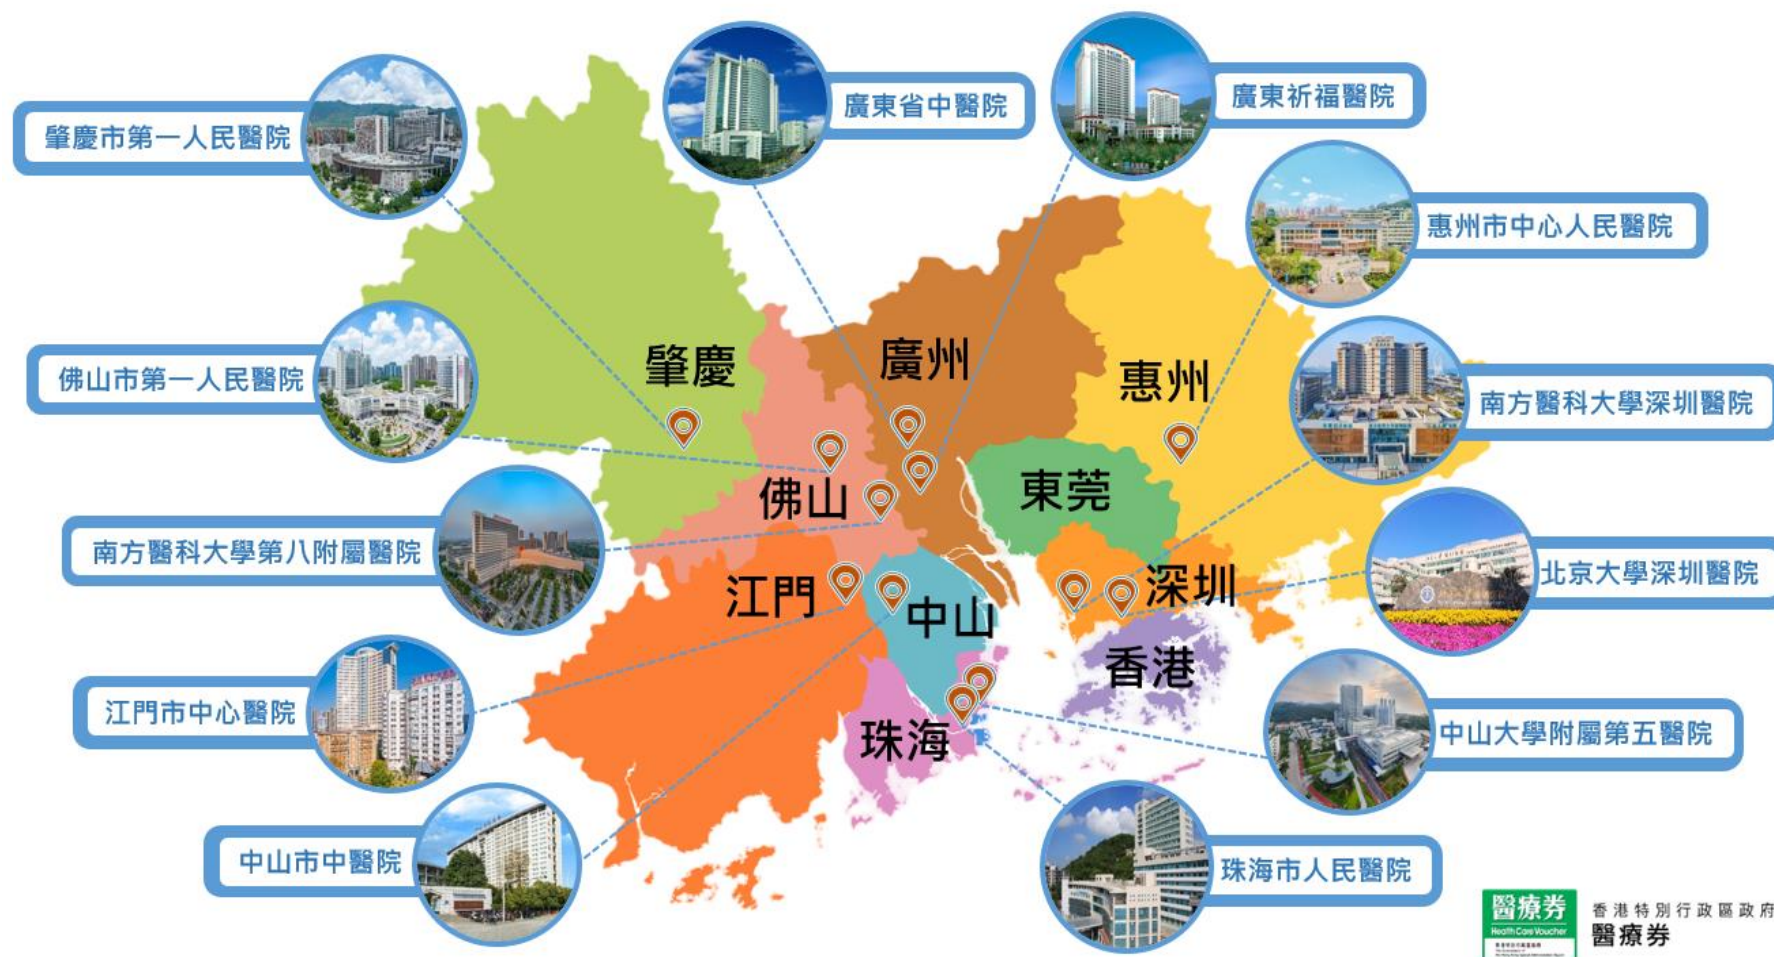 肇慶市第一人民醫院
廣東省中醫院
廣東祈福醫院
惠州市中心人民醫院
佛山市第一人民醫院
南方醫科大學深圳醫院
南方醫科大學第八附屬醫院
北京大學深圳醫院
江門市中心醫院
中山大學附屬第五醫院
中山市中醫院
珠海市人民醫院
肇慶
廣州
惠州
佛山
東莞
江門
中山
深圳
香港
珠海
醫療券
Health Care Voucher
香港特別行政區政府
醫療券